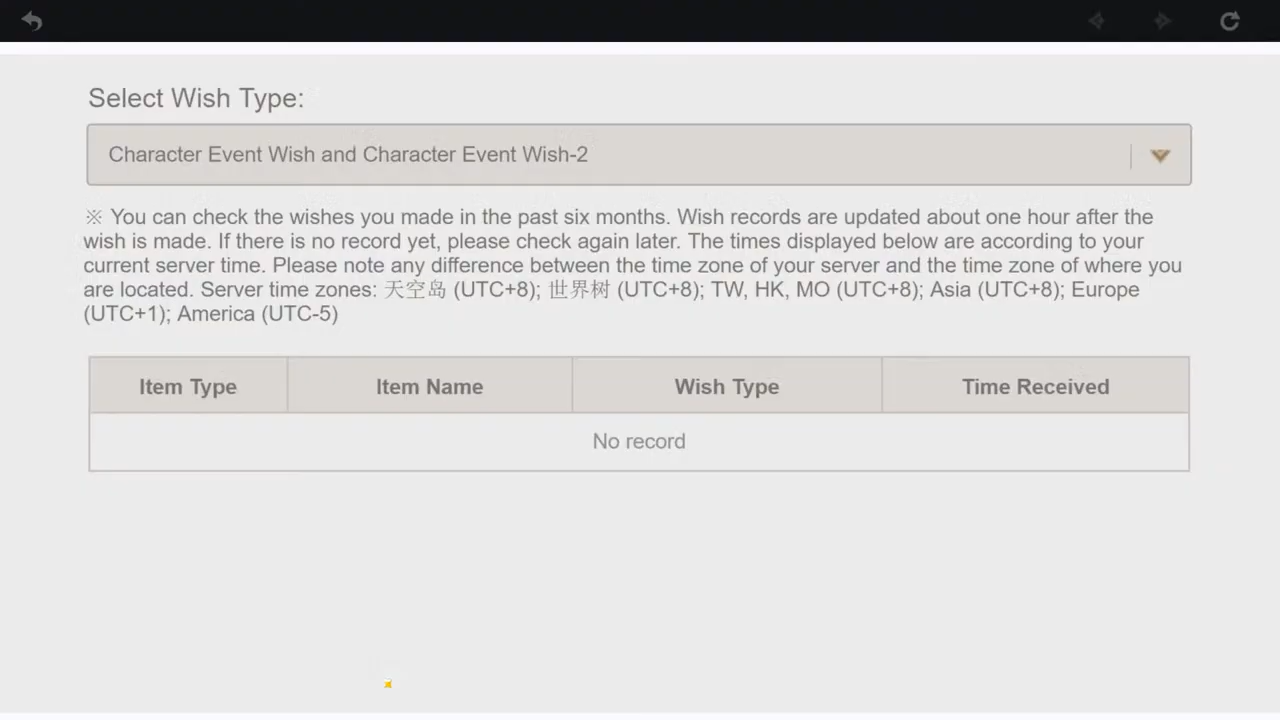 Select Wish Type:
Character Event Wish and Character Event Wish-2
※ You can check the wishes you made in the past six months. Wish records are updated about one hour after the
wish is made. If there is no record yet, please check again later. The times displayed below are according to your
current server time. Please note any difference between the time zone of your server and the time zone of where you
are located. Server time zones: 天空岛 (UTC+8); 世界树 (UTC+8); TW, HK, MO (UTC+8); Asia (UTC+8); Europe
(UTC+1); America (UTC-5)
Item Type Item Name Wish Type Time Received
No record